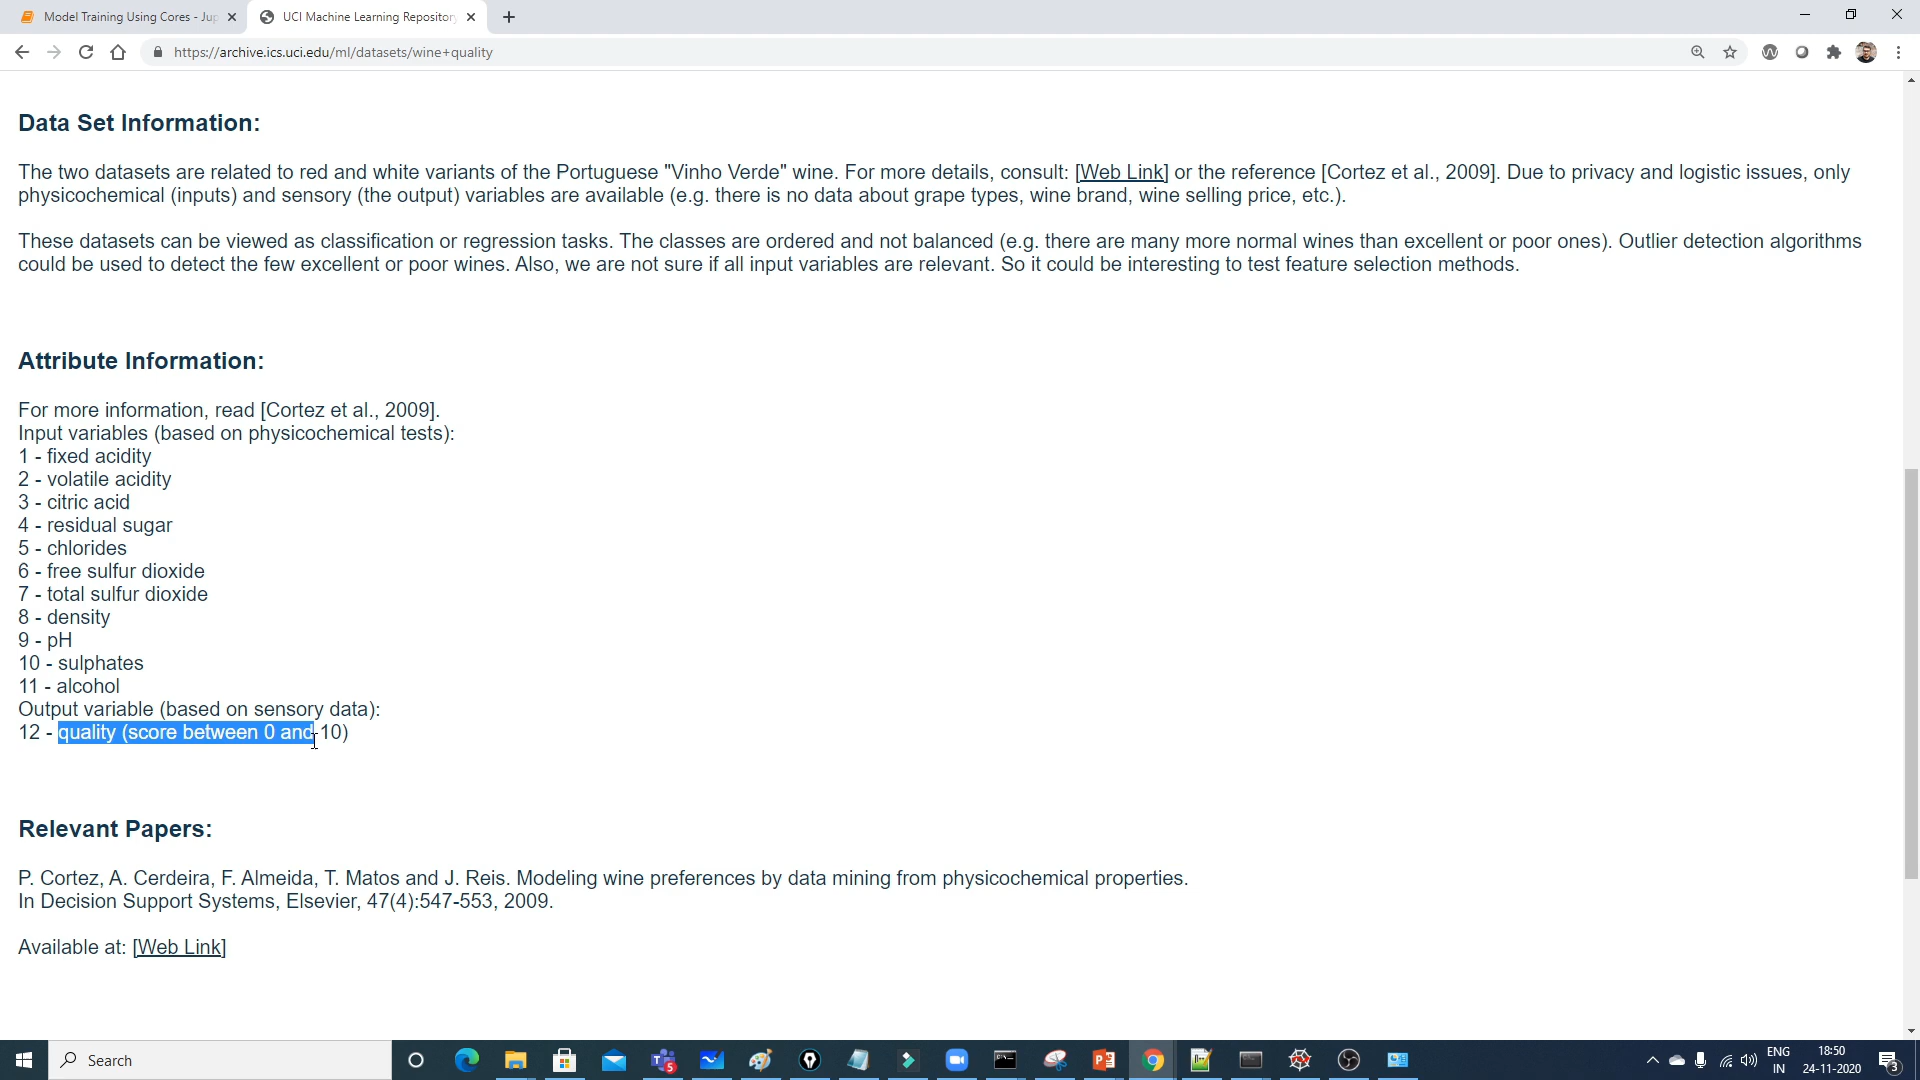 Model Training Using Cores - Jup
UCI Machine Learning Repository
https://archive.ics.uci.edu/ml/datasets/wine+quality
Data Set Information:
The two datasets are related to red and white variants of the Portuguese "Vinho Verde" wine. For more details, consult: [Web Link] or the reference [Cortez et al., 2009]. Due to privacy and logistic issues, only
physicochemical (inputs) and sensory (the output) variables are available (e.g. there is no data about grape types, wine brand, wine selling price, etc.).
These datasets can be viewed as classification or regression tasks. The classes are ordered and not balanced (e.g. there are many more normal wines than excellent or poor ones). Outlier detection algorithms
could be used to detect the few excellent or poor wines. Also, we are not sure if all input variables are relevant. So it could be interesting to test feature selection methods.
Attribute Information:
For more information, read [Cortez et al., 2009].
Input variables (based on physicochemical tests):
1 - fixed acidity
2 - volatile acidity
3 - citric acid
4 - residual sugar
5 - chlorides
6 - free sulfur dioxide
7 - total sulfur dioxide
8 - density
9 - pH
10 - sulphates
11 - alcohol
Output variable (based on sensory data):
12 - quality (score between 0 and 10)
Relevant Papers:
P. Cortez, A. Cerdeira, F. Almeida, T. Matos and J. Reis. Modeling wine preferences by data mining from physicochemical properties.
In Decision Support Systems, Elsevier, 47(4):547-553, 2009.
Available at: [Web Link]
Search
ENG
IN
18:50
24-11-2020
5
3